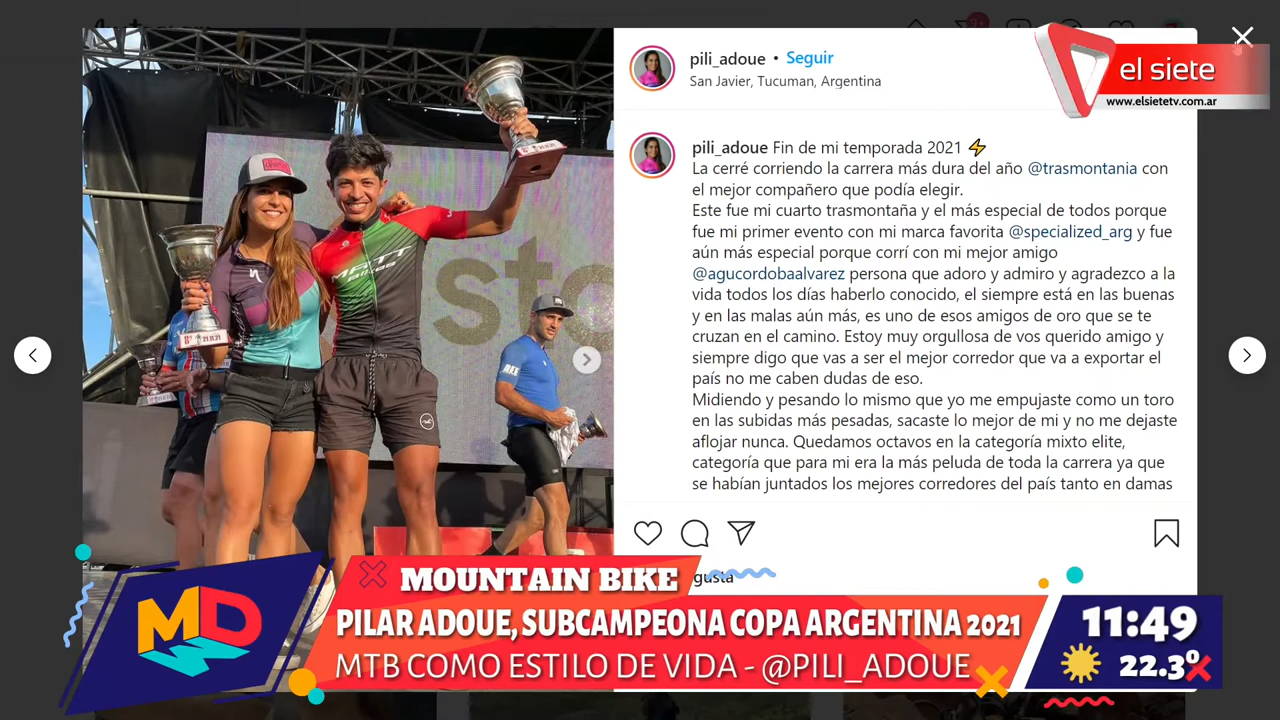 pili_adoue • Seguir
San Javier, Tucuman, Argentina
el siete
www.elsietetv.com.ar
pili_adoue Fin de mi temporada 2021 ⚡
La cerré corriendo la carrera más dura del año @trasmontania con
el mejor compañero que podía elegir.
Este fue mi cuarto trasmontaña y el más especial de todos porque
fue mi primer evento con mi marca favorita @specialized_arg y fue
aún más especial porque corrí con mi mejor amigo
@agucordobaalvarez persona que adoro y admiro y agradezco a la
vida todos los días haberlo conocido, el siempre está en las buenas
y en las malas aún más, es uno de esos amigos de oro que se te
cruzan en el camino. Estoy muy orgullosa de vos querido amigo y
siempre digo que vas a ser el mejor corredor que va a exportar el
país no me caben dudas de eso.
Midiendo y pesando lo mismo que yo me empujaste como un toro
en las subidas más pesadas, sacaste lo mejor de mi y no me dejaste
aflojar nunca. Quedamos octavos en la categoría mixto elite,
categoría que para mi era la más peluda de toda la carrera ya que
se habían juntados los mejores corredores del país tanto en damas
gusta
MD
MOUNTAIN BIKE
PILAR ADOUE, SUBCAMPEONA COPA ARGENTINA 2021
MTB COMO ESTILO DE VIDA - @PILI_ADOUE
11:49
22.3º
sto
MATT
8º